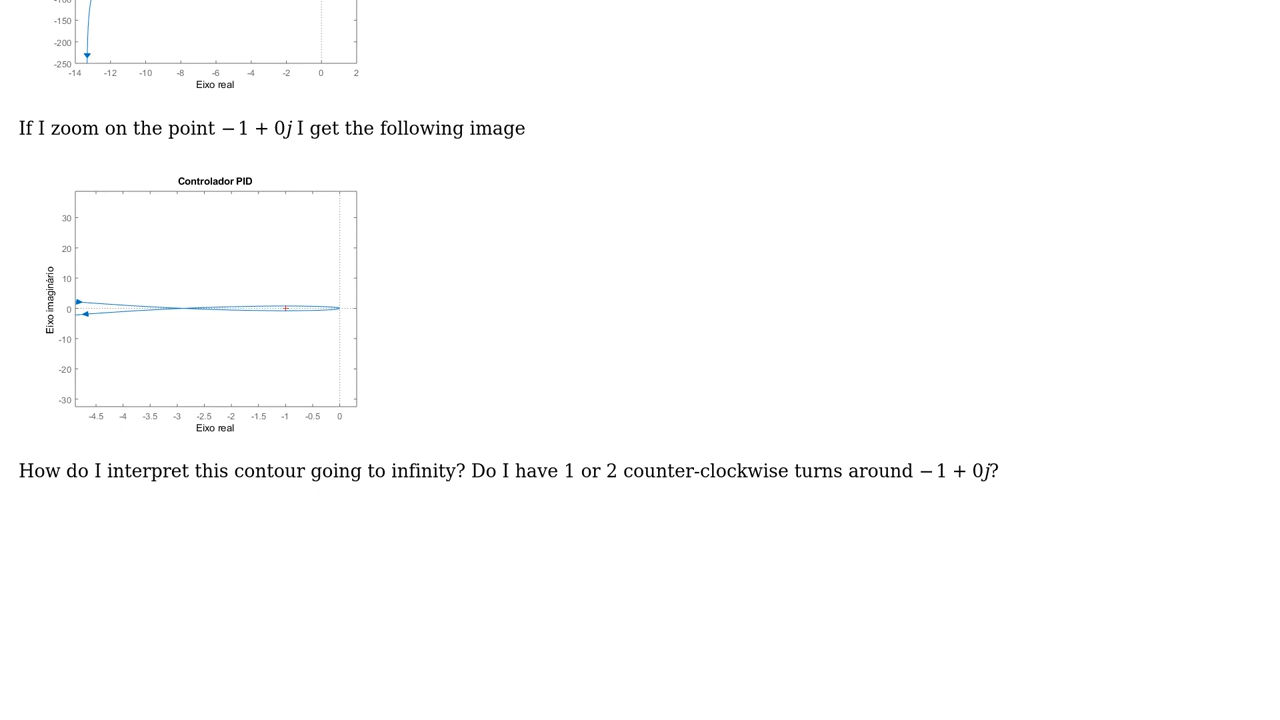 -100
-150
-200
-250
-14 -12 -10 -8 -6 -4 -2 0 2
Eixo real
If I zoom on the point −1 + 0j I get the following image
Controlador PID
30
20
10
0
-10
-20
-30
Eixo imaginário
-4.5 -4 -3.5 -3 -2.5 -2 -1.5 -1 -0.5 0
Eixo real
How do I interpret this contour going to infinity? Do I have 1 or 2 counter-clockwise turns around −1 + 0j?